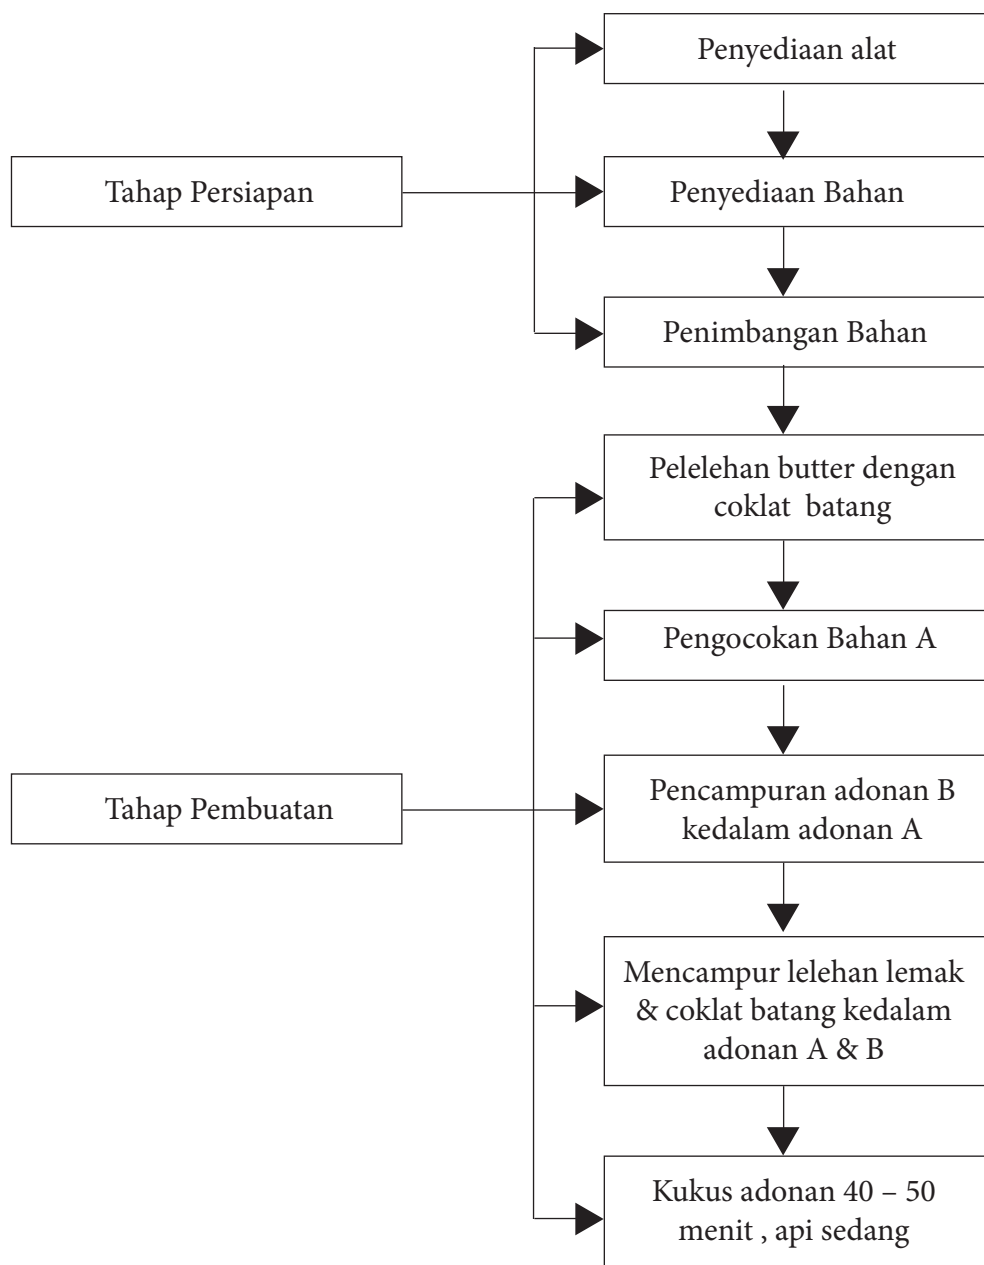 Penyediaan alat
Tahap Persiapan
Penyediaan Bahan
Penimbangan Bahan
Pelelehan butter dengan
coklat batang
Pengocokan Bahan A
Tahap Pembuatan
Pencampuran adonan B
kedalam adonan A
Mencampur lelehan lemak
& coklat batang kedalam
adonan A & B
Kukus adonan 40 – 50
menit , api sedang